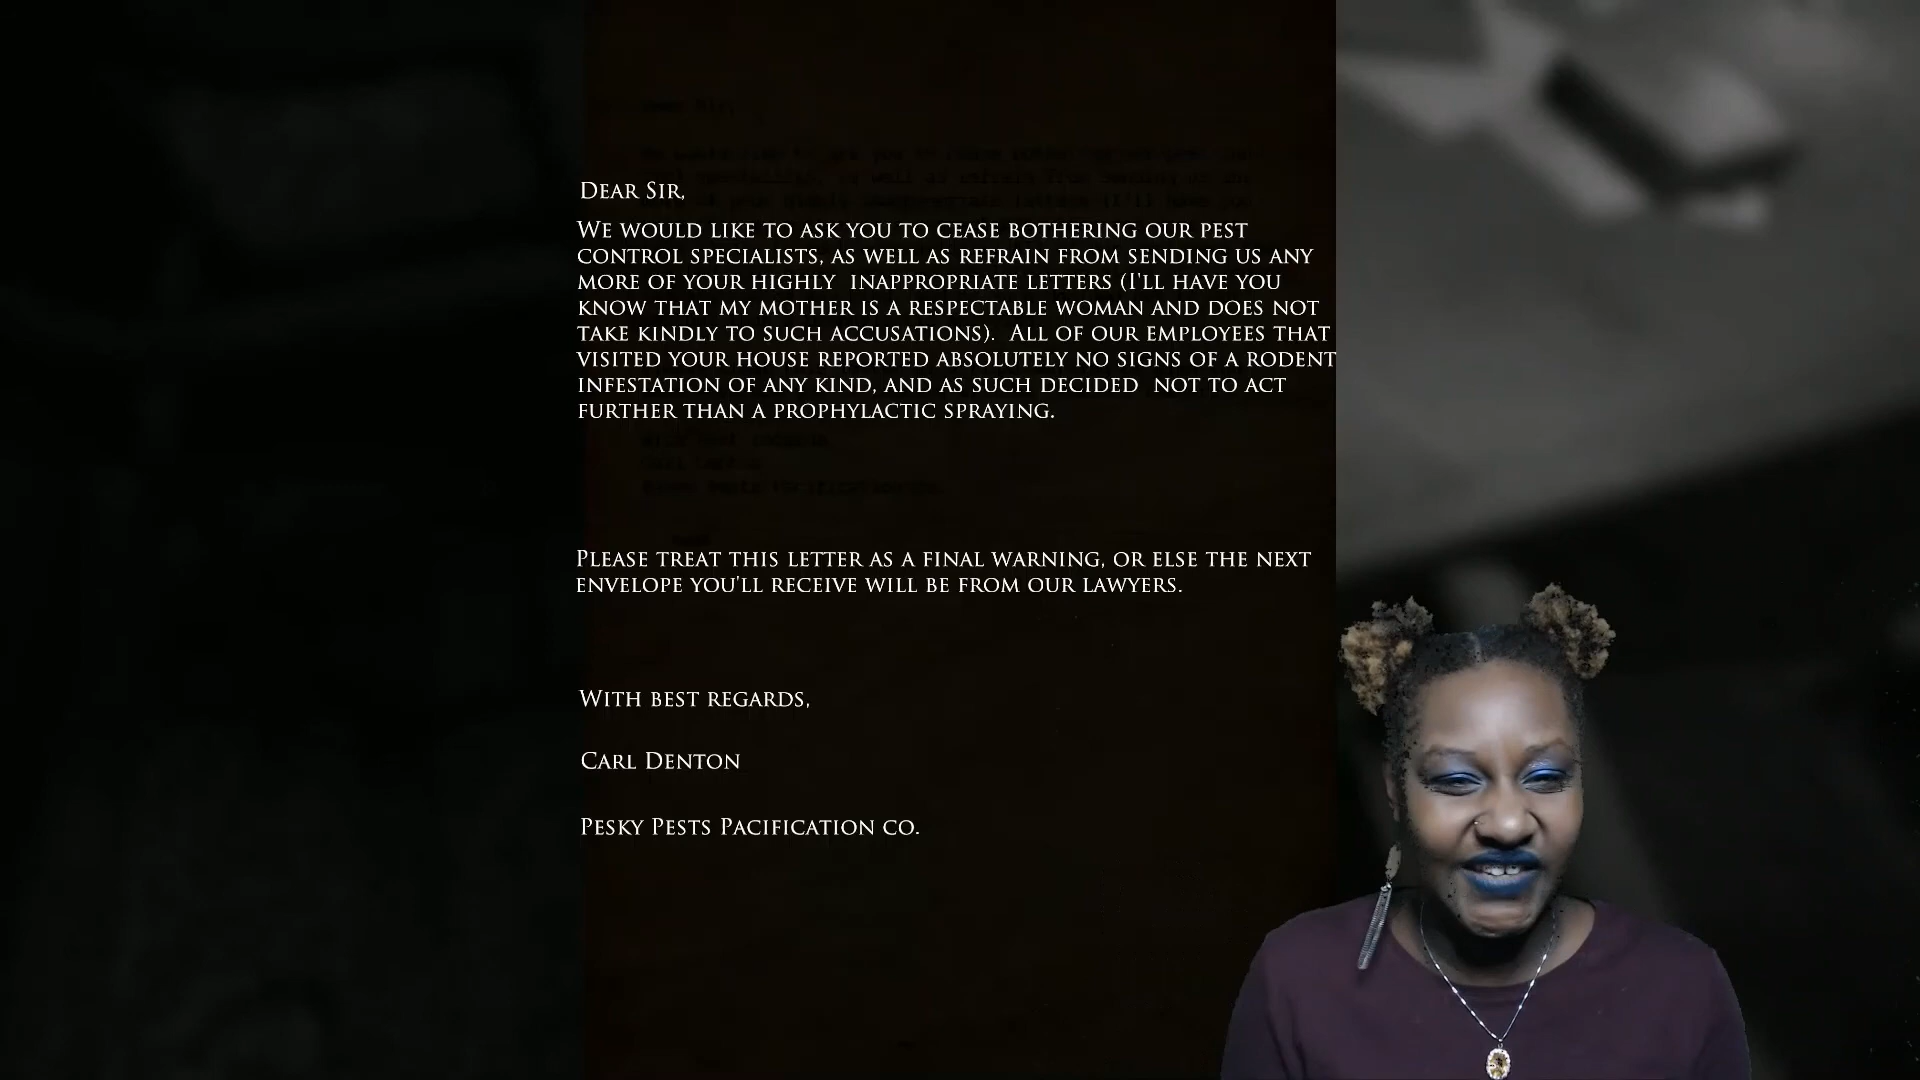 Dear Sir,
We would like to ask you to cease bothering our pest
control specialists, as well as refrain from sending us any
more of your highly  inappropriate letters (I'll have you
know that my mother is a respectable woman and does not
take kindly to such accusations).  All of our employees that
visited your house reported absolutely no signs of a rodent
infestation of any kind, and as such decided  not to act
further than a prophylactic spraying.
Please treat this letter as a final warning, or else the next
envelope you'll receive will be from our lawyers.
With best regards,
Carl Denton
Pesky Pests Pacification co.